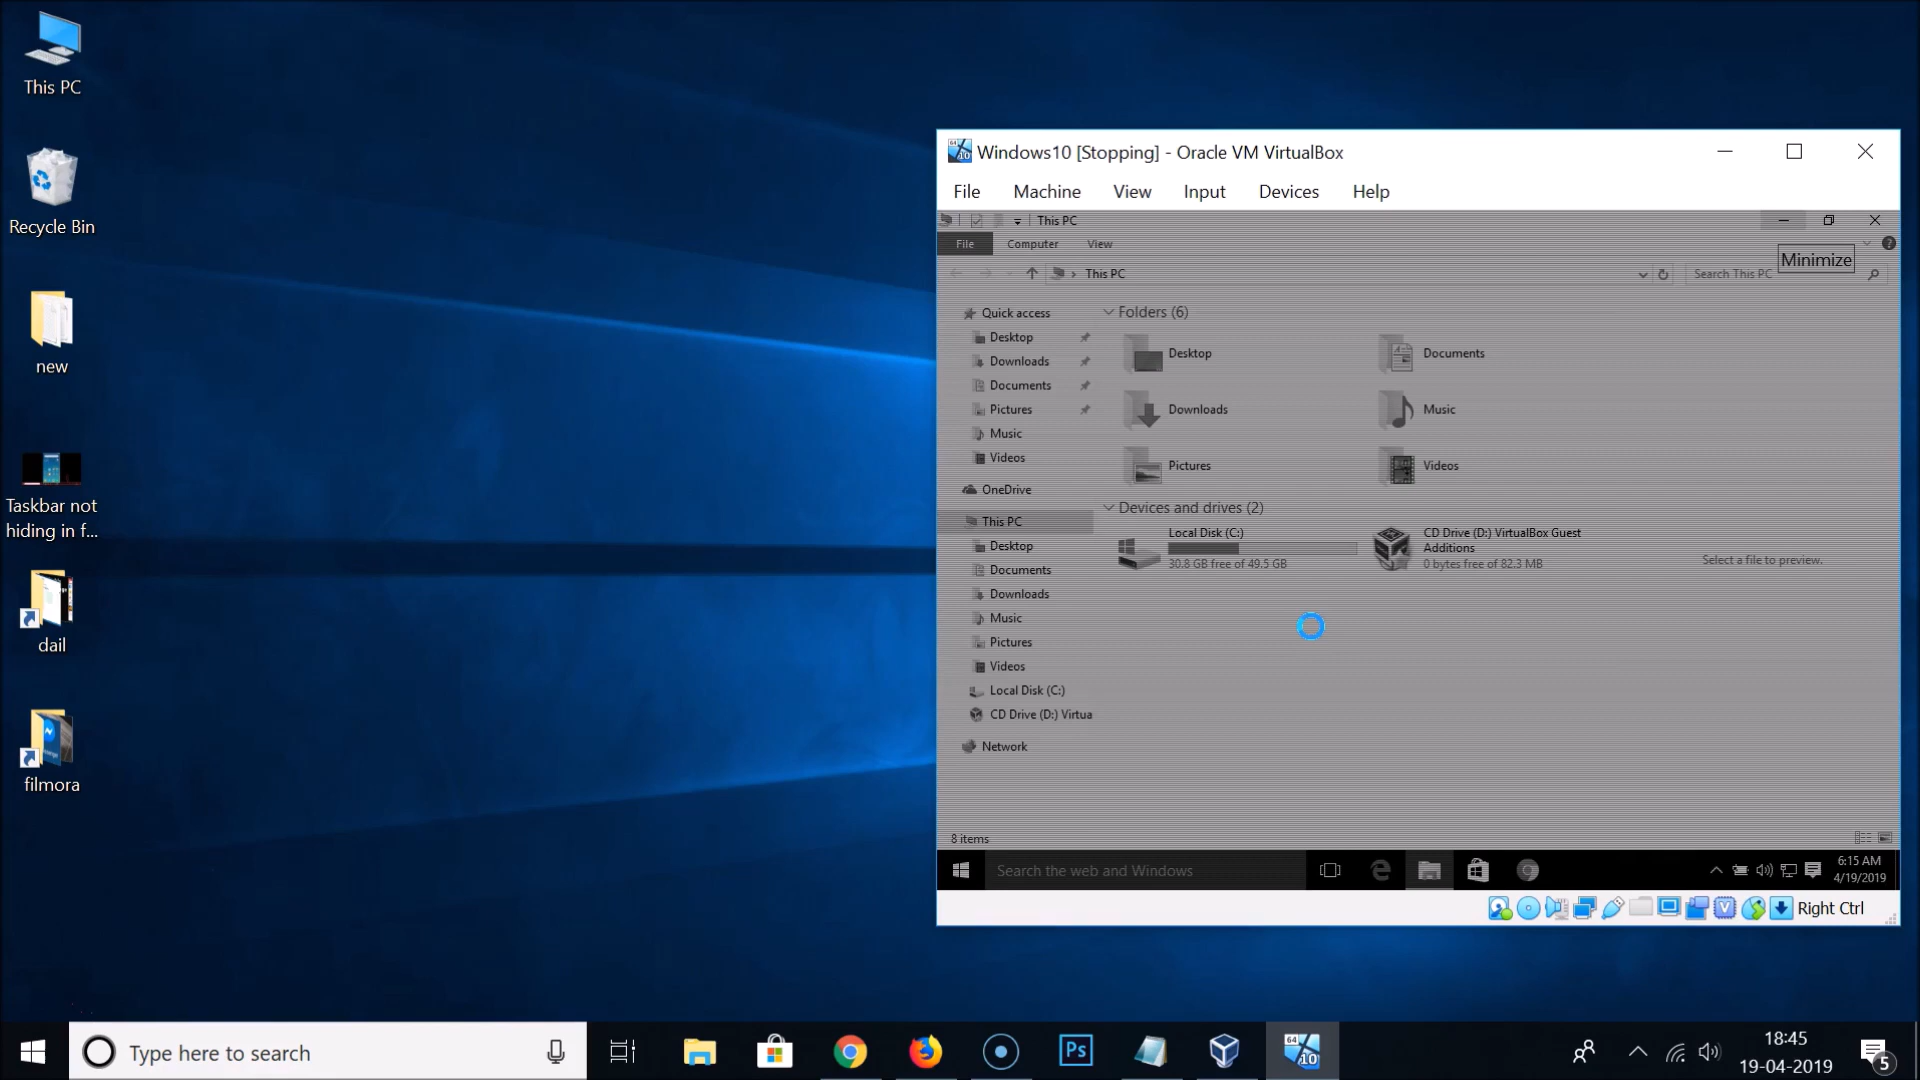 This PC
Recycle Bin
new
Taskbar not
hiding in f...
dail
filmora
Windows10 [Stopping] - Oracle VM VirtualBox
File Machine View Input Devices Help
This PC
File Computer View
Minimize
This PC
Search This PC
Quick access
Desktop
Downloads
Documents
Pictures
Music
Videos
OneDrive
This PC
Desktop
Documents
Downloads
Music
Pictures
Videos
Local Disk (C:)
CD Drive (D:) Virtua
Network
Folders (6)
Desktop
Documents
Downloads
Music
Pictures
Videos
Devices and drives (2)
Local Disk (C:)
30.8 GB free of 49.5 GB
CD Drive (D:) VirtualBox Guest
Additions
0 bytes free of 82.3 MB
Select a file to preview.
8 items
Search the web and Windows
6:15 AM
4/19/2019
Right Ctrl
Type here to search
Ps
64
10
18:45
19-04-2019
5